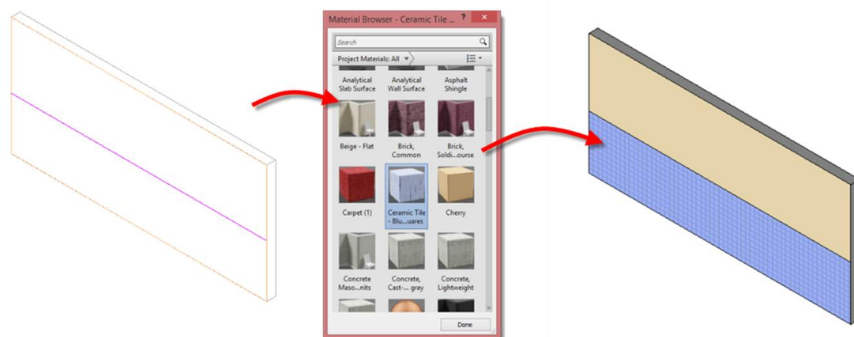 Material Browser - Ceramic Tile ... ?
Search
Project Materials: All
Analytical
Slab Surface
Analytical
Wall Surface
Asphalt
Shingle
Beige - Flat
Brick,
Common
Brick,
Soldi...ourse
Carpet (1)
Ceramic Tile
- Blu...uares
Cherry
Concrete
Maso...nits
Concrete,
Cast-... gray
Concrete,
Lightweight
Done